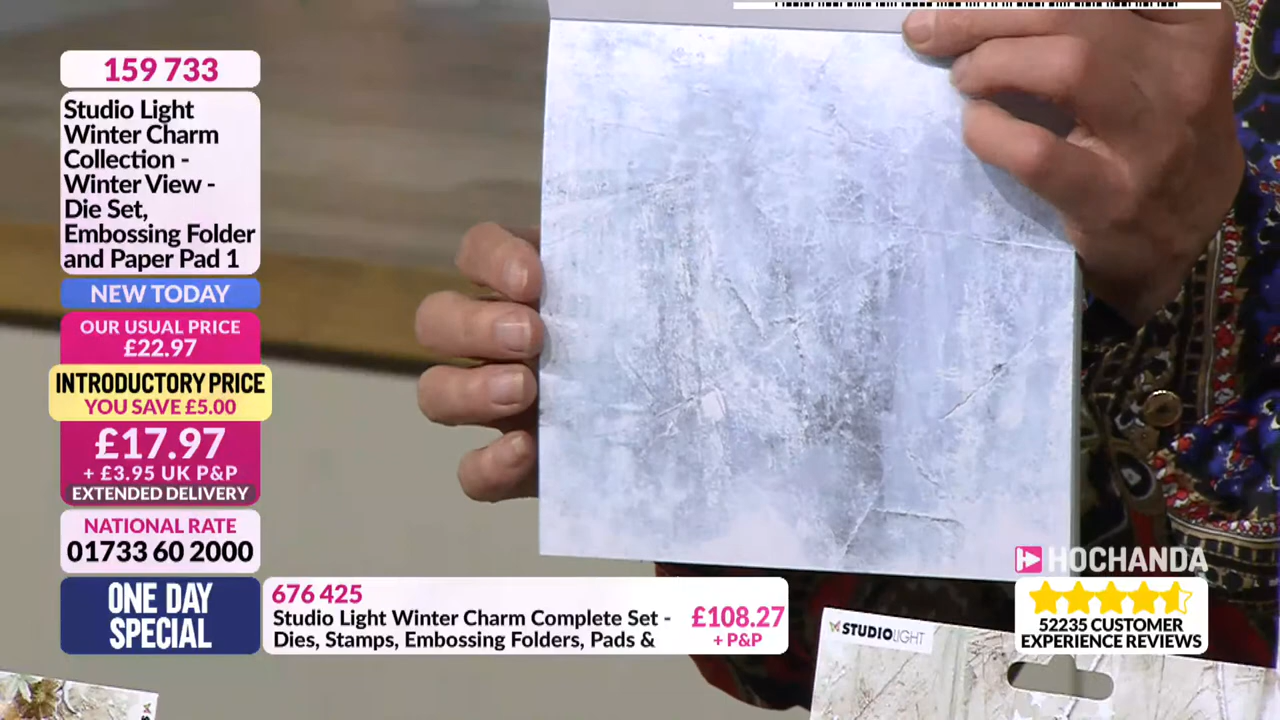 159 733
Studio Light
Winter Charm
Collection -
Winter View -
Die Set,
Embossing Folder
and Paper Pad 1
NEW TODAY
OUR USUAL PRICE
£22.97
INTRODUCTORY PRICE
YOU SAVE £5.00
£17.97
+ £3.95 UK P&P
EXTENDED DELIVERY
NATIONAL RATE
01733 60 2000
ONE DAY
SPECIAL
676 425
Studio Light Winter Charm Complete Set -
Dies, Stamps, Embossing Folders, Pads &
£108.27
+ P&P
HOCHANDA
52235 CUSTOMER
EXPERIENCE REVIEWS
STUDIOLIGHT